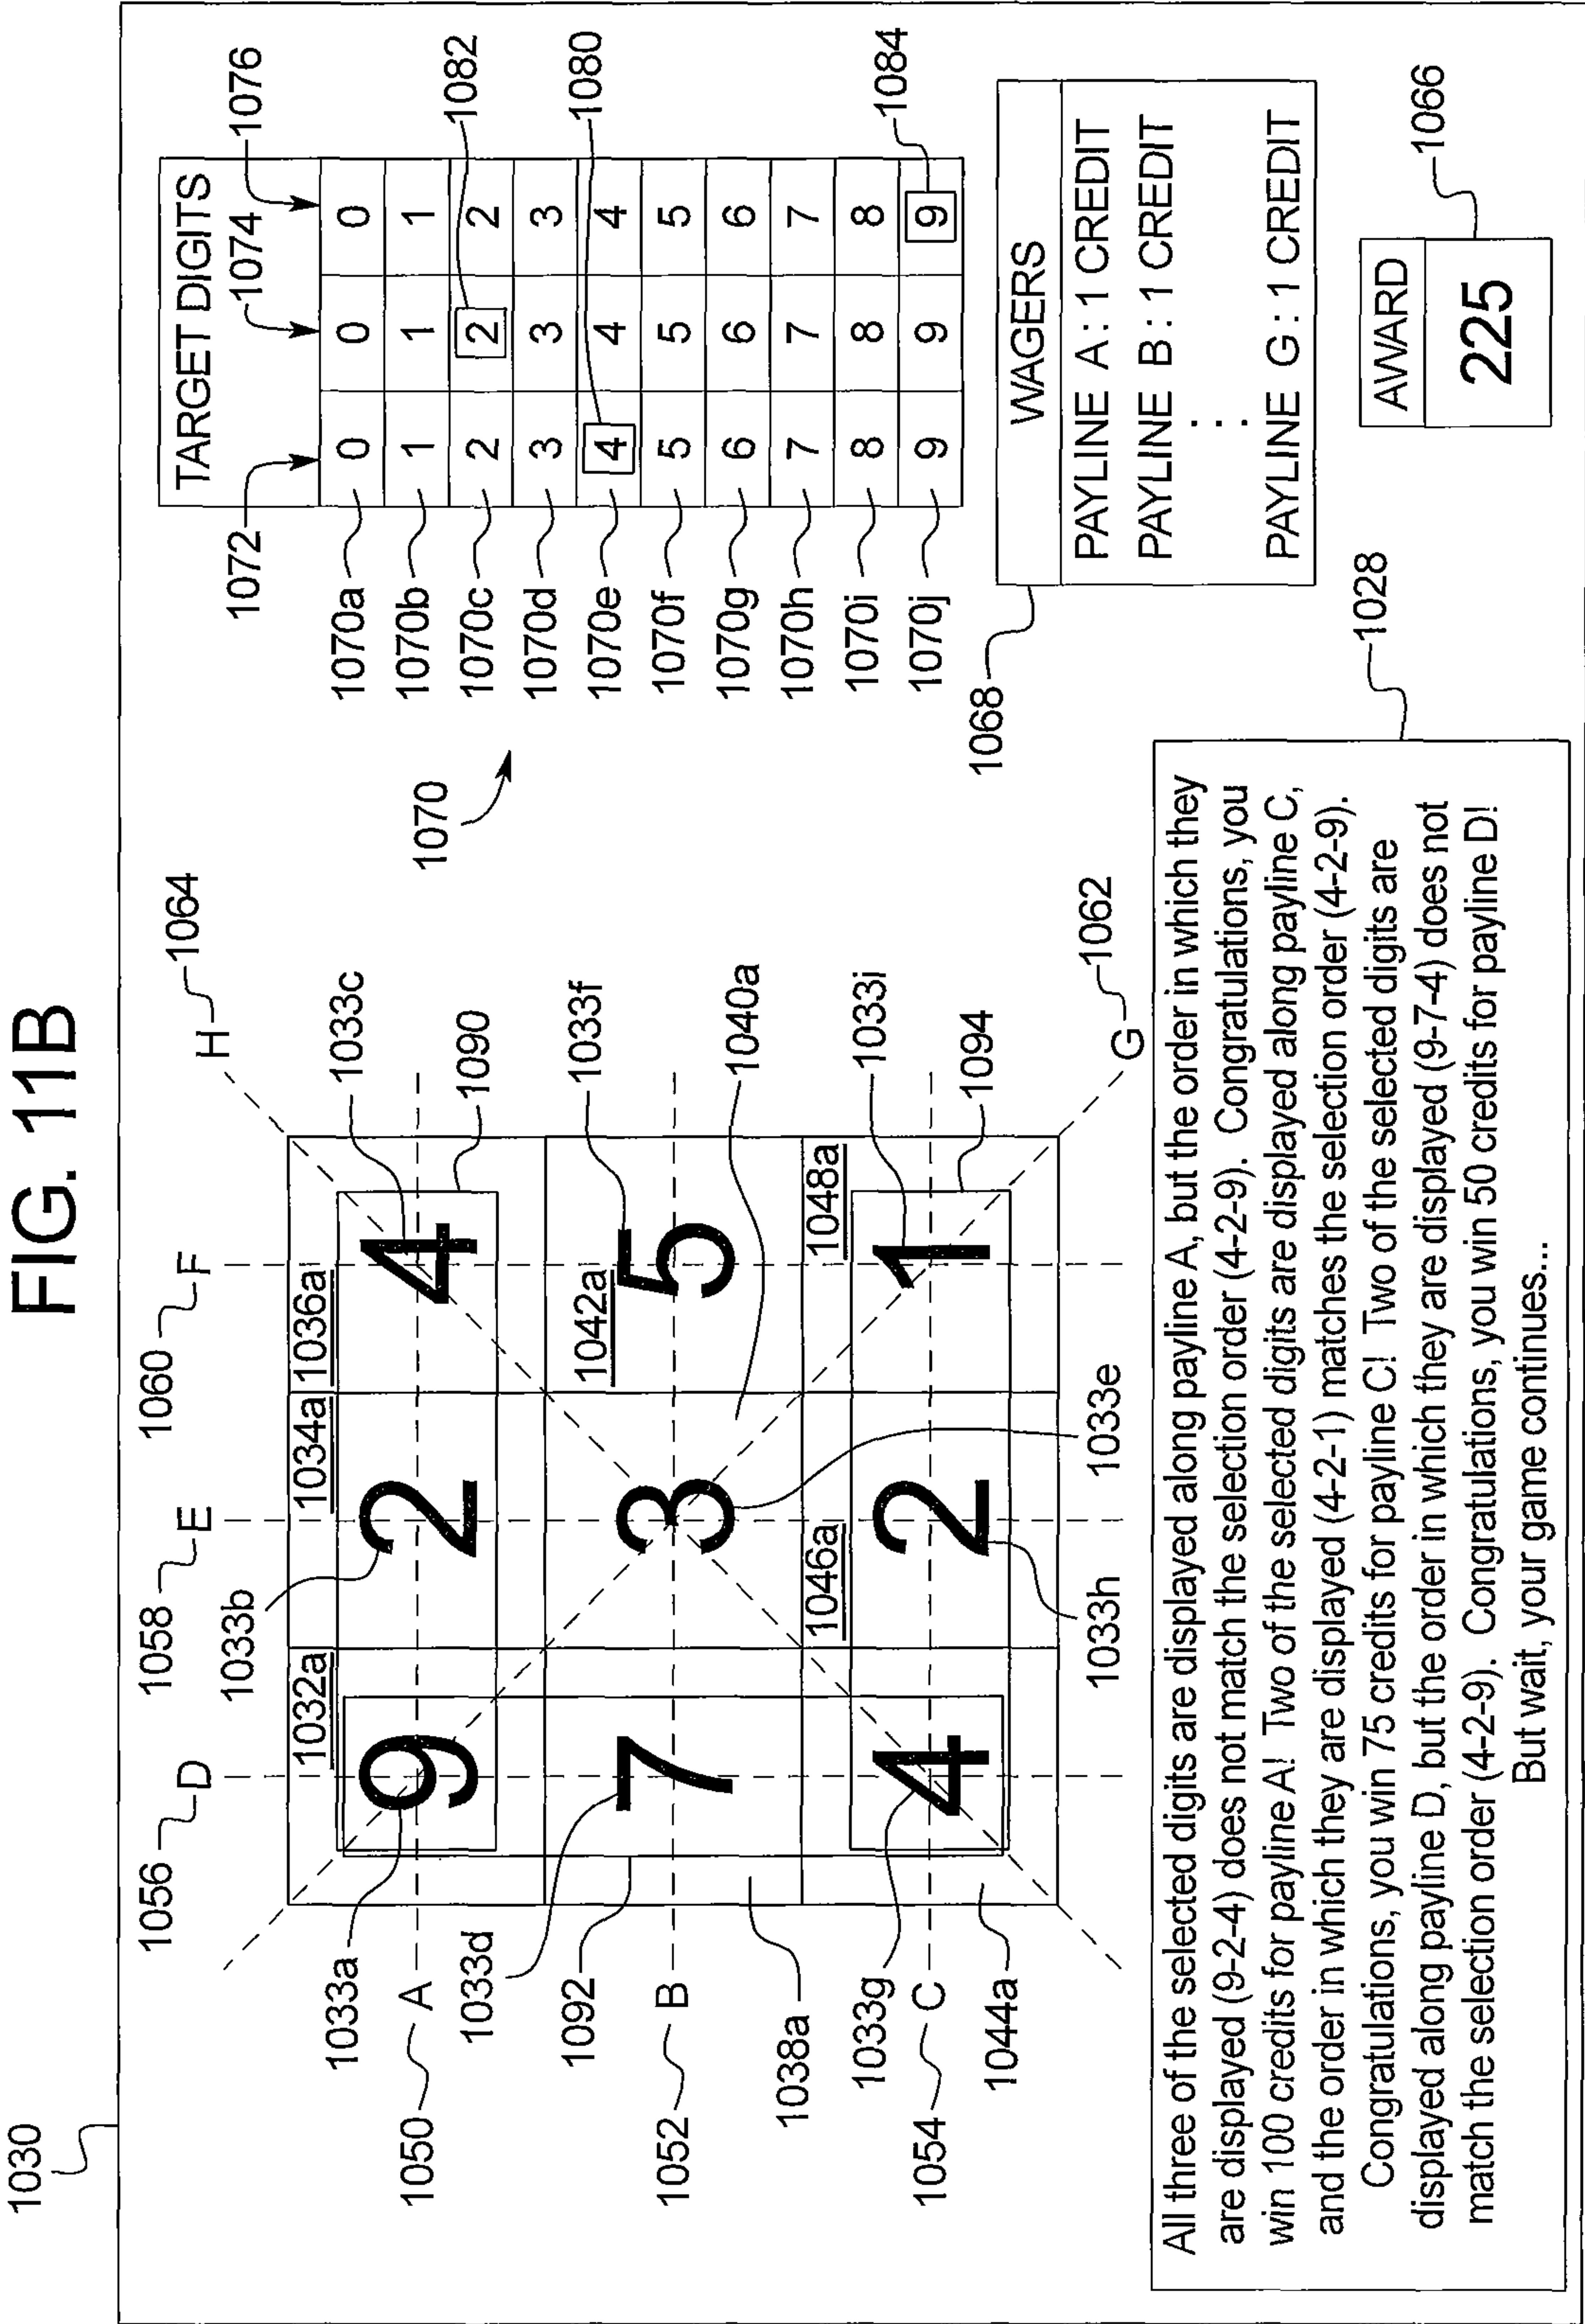 FIG. 11B
1030
1056 D
1058 E
1060 F
H 1064
1032a
1034a
1036a
1033b
1033a
1033c
1050 A
9 2 4
1090
1033d
1042a
1033f
1092
1052 B
7 3 5
1040a
1038a
1046a
1048a
1033g
1033i
1054 C
4 2 1
1044a
1094
1033h
1033e
G 1062
1070
TARGET DIGITS
1072
1074
1076
1070a 0 0 0
1070b 1 1 1
1070c 2 2 2
1082
1070d 3 3 3
1070e 4 4 4
1080
1070f 5 5 5
1070g 6 6 6
1070h 7 7 7
1070i 8 8 8
1070j 9 9 9
1084
1068
WAGERS
PAYLINE A : 1 CREDIT
PAYLINE B : 1 CREDIT
:
PAYLINE G : 1 CREDIT
AWARD
225
1066
1028
All three of the selected digits are displayed along payline A, but the order in which they
are displayed (9-2-4) does not match the selection order (4-2-9). Congratulations, you
win 100 credits for payline A! Two of the selected digits are displayed along payline C,
and the order in which they are displayed (4-2-1) matches the selection order (4-2-9).
Congratulations, you win 75 credits for payline C! Two of the selected digits are
displayed along payline D, but the order in which they are displayed (9-7-4) does not
match the selection order (4-2-9). Congratulations, you win 50 credits for payline D!
But wait, your game continues...